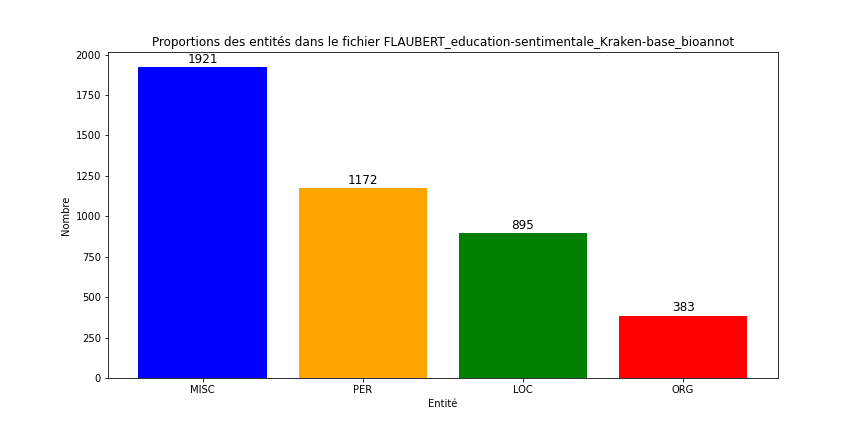 Proportions des entités dans le fichier FLAUBERT_education-sentimentale_Kraken-base_bioannot
2000
1750
1500
1250
1000
750
500
250
0
Nombre
1921
1172
895
383
MISC
PER
LOC
ORG
Entité